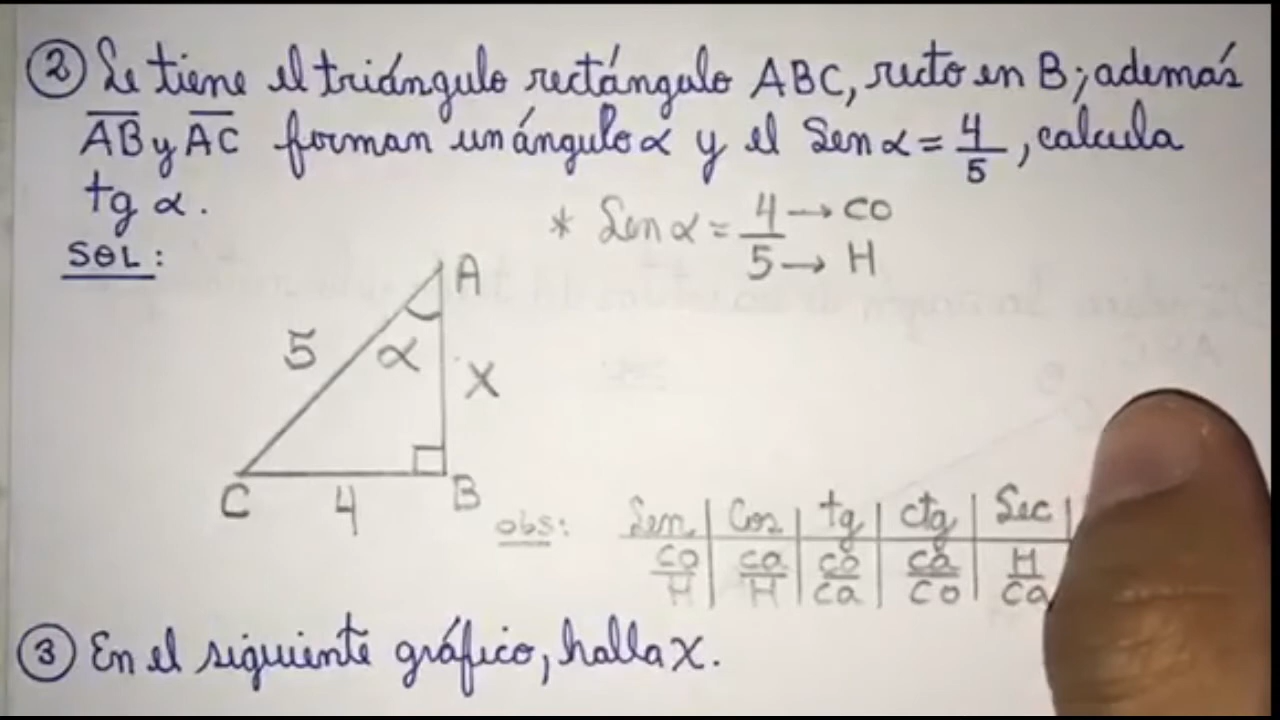 ② Se tiene el triángulo rectángulo ABC, recto en B; además
AB y AC forman un ángulo α y el Sen α = 4/5, calcula
tg α.
* Sen α = 4/5
4 → CO
5 → H
SOL:
A
5
α
X
C
4
B
obs:
Sen | Cos | tg | ctg | Sec |
CO/H | Ca/H | CO/Ca | Ca/CO | H/Ca
③ En el siguiente gráfico, halla X.